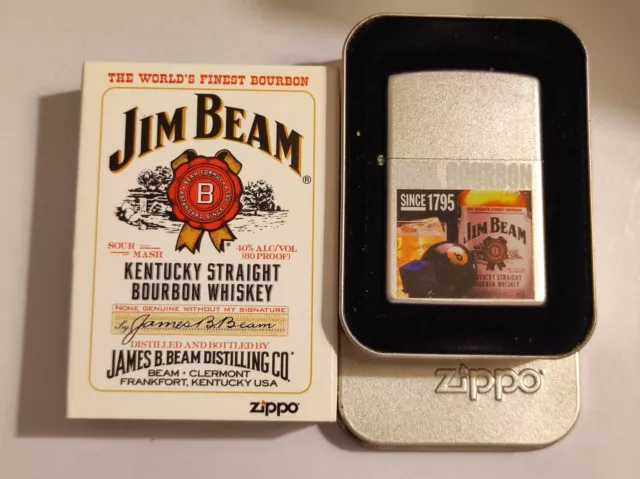 THE WORLD'S FINEST BOURBON
JIM BEAM
®
B
SOUR
MASH
40% ALC/VOL
(80 PROOF)
KENTUCKY STRAIGHT
BOURBON WHISKEY
NONE GENUINE WITHOUT MY SIGNATURE
James B. Beam
DISTILLED AND BOTTLED BY
JAMES B. BEAM DISTILLING CO.
BEAM · CLERMONT
FRANKFORT, KENTUCKY USA
zippo
BOURBON
SINCE 1795
JIM BEAM
KENTUCKY STRAIGHT
BOURBON WHISKEY
zippo